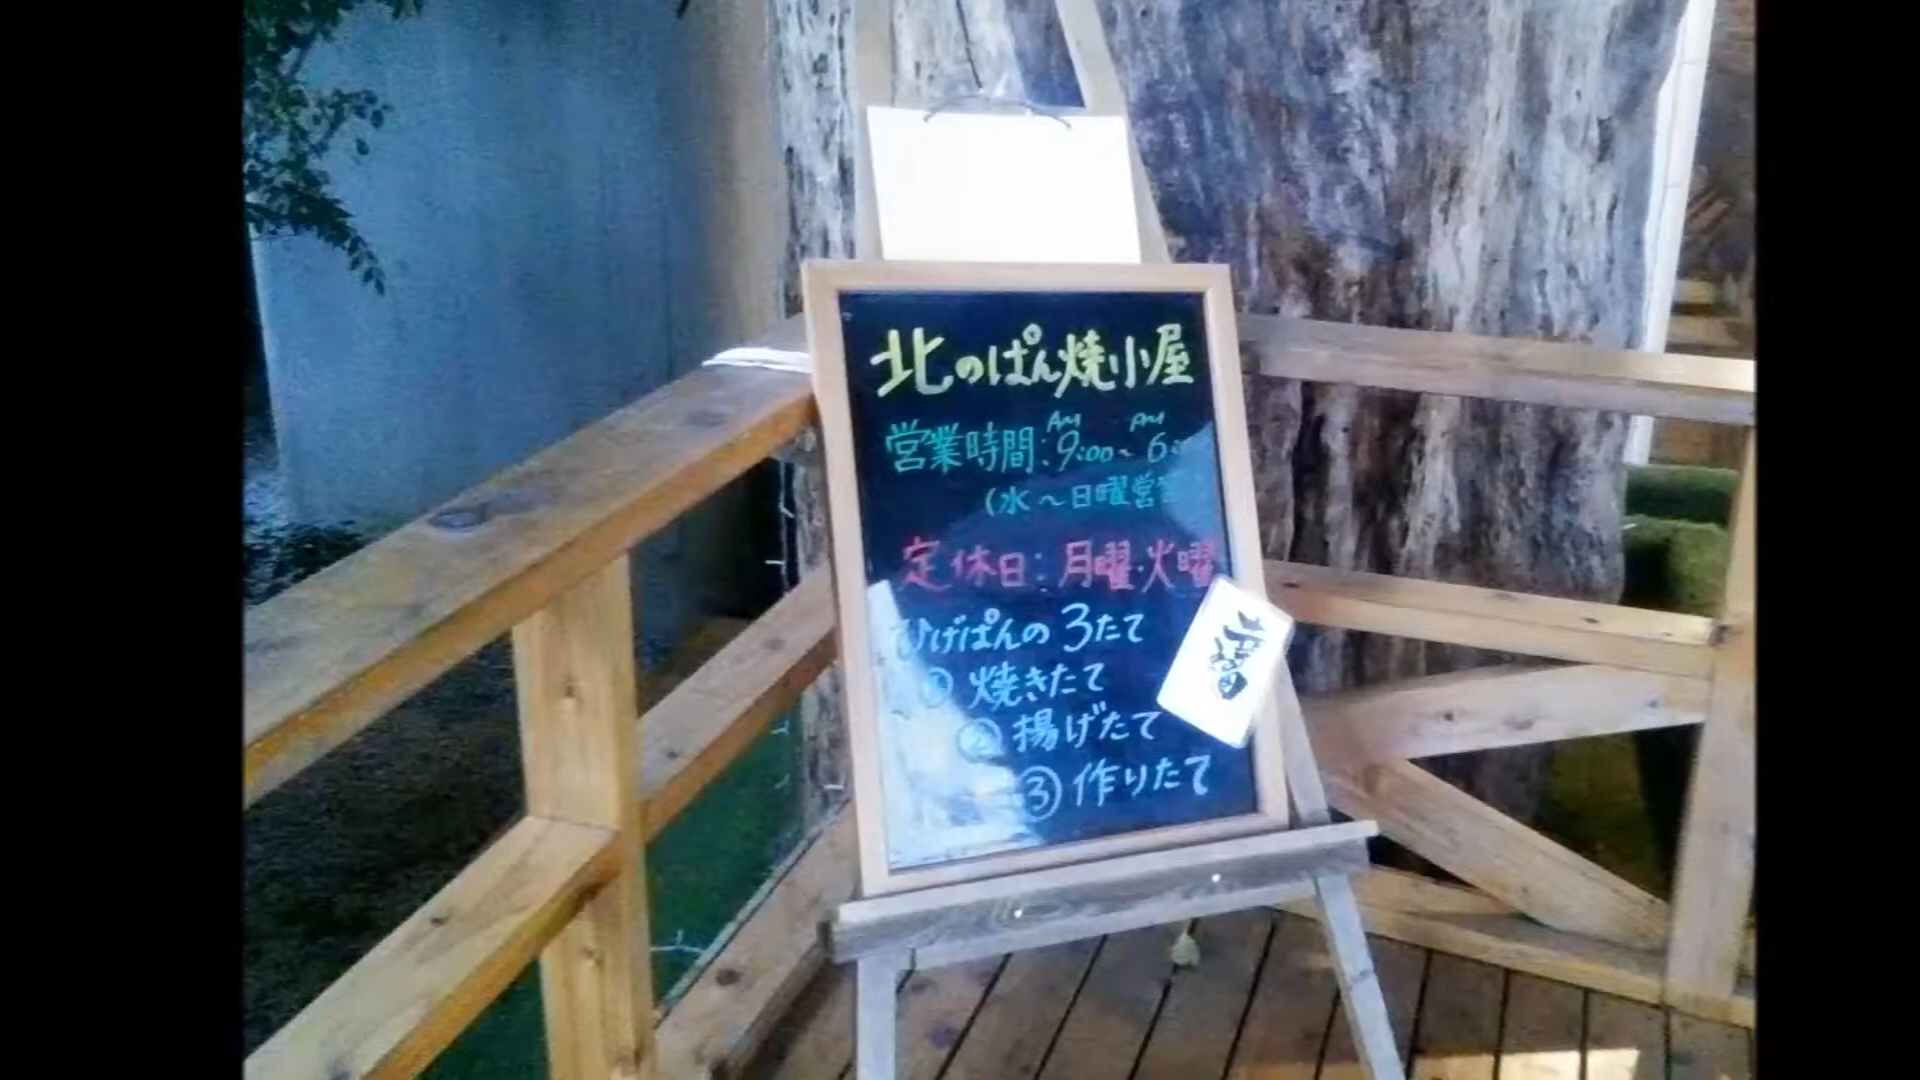 北のぱん焼小屋
AM PM
営業時間:9:00~6:
(水~日曜営業
定休日:月曜・火曜
ひげぱんの3たて
① 焼きたて
② 揚げたて
③ 作りたて